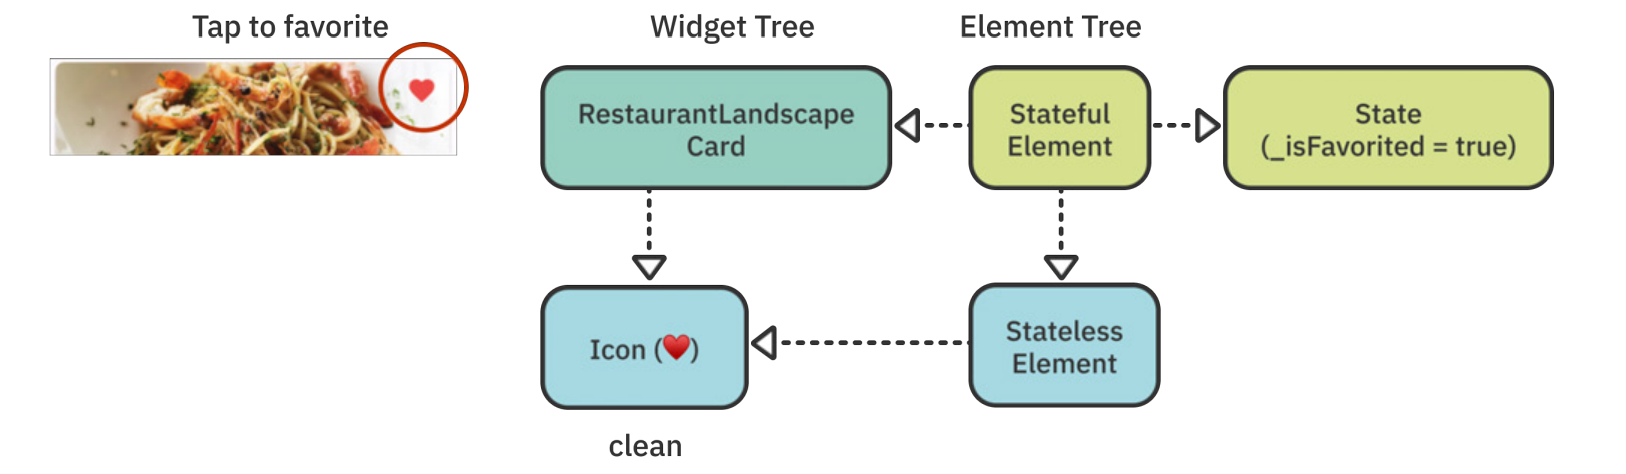 Tap to favorite
Widget Tree
Element Tree
RestaurantLandscape
Card
Stateful
Element
State
(_isFavorited = true)
Icon (❤️)
Stateless
Element
clean